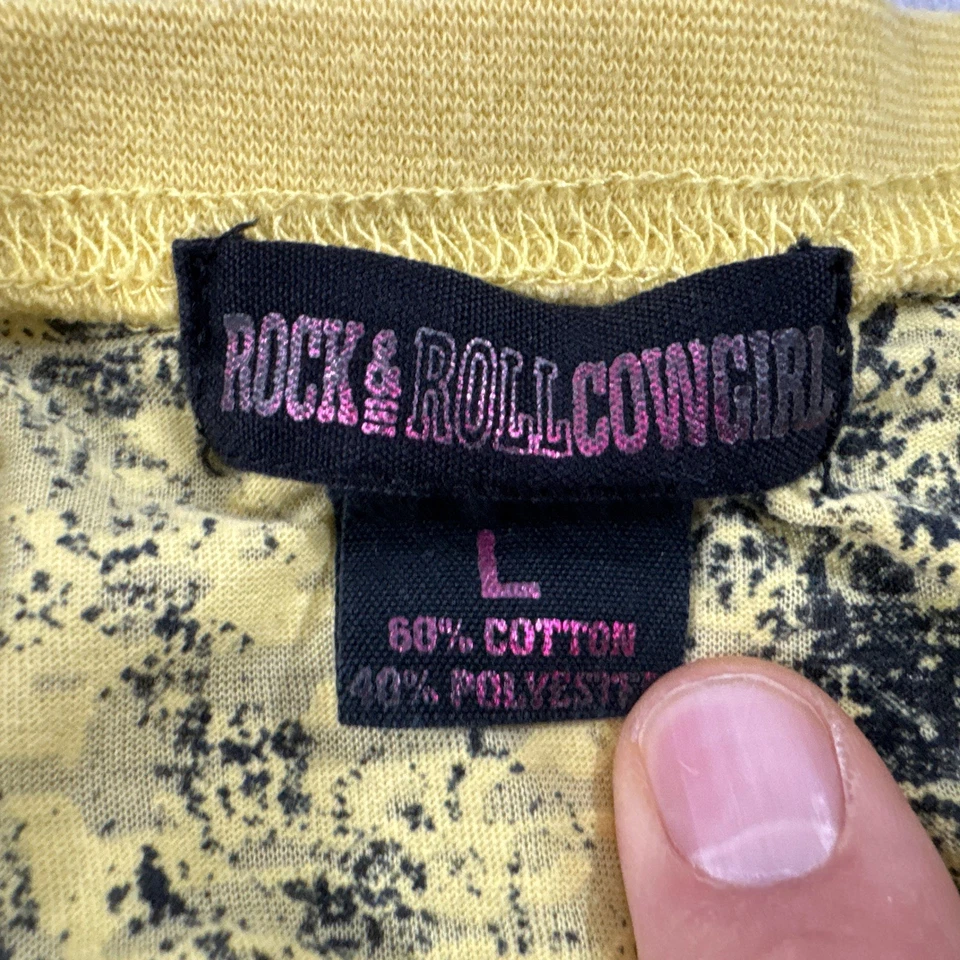 ROCK & ROLL COWGIRL
L
60% COTTON
40% POLYESTER